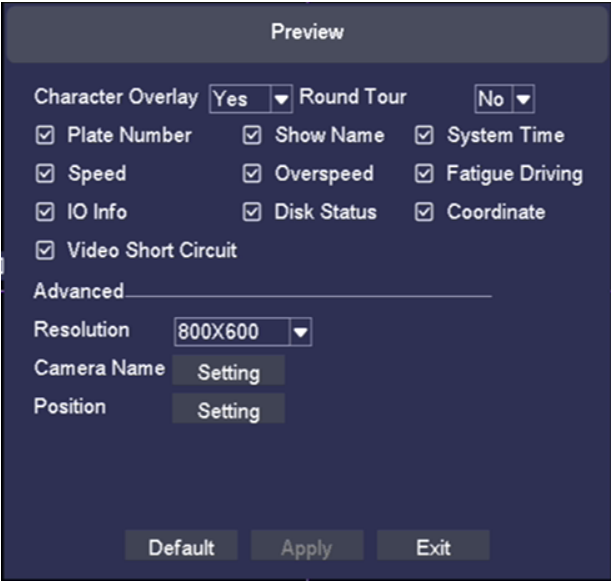 Preview
Character Overlay Yes Round Tour No
Plate Number Show Name System Time
Speed Overspeed Fatigue Driving
IO Info Disk Status Coordinate
Video Short Circuit
Advanced
Resolution 800X600
Camera Name Setting
Position Setting
Default Apply Exit